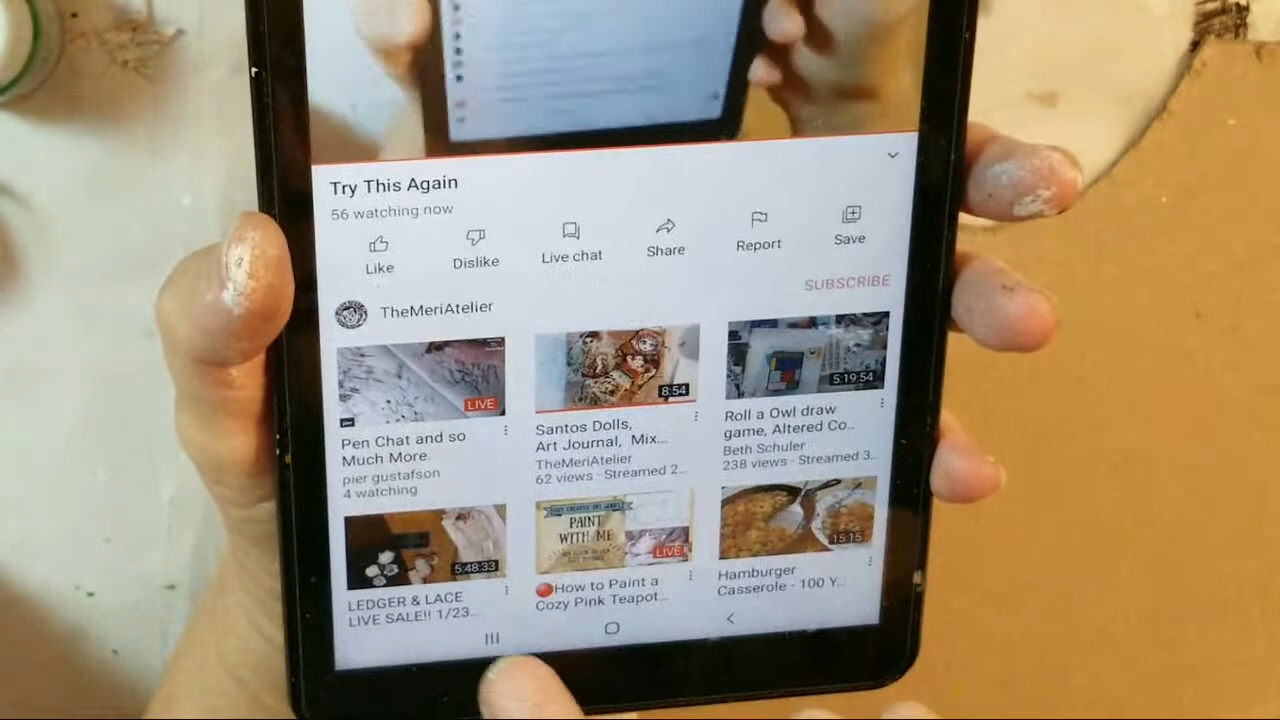 Try This Again
56 watching now
Like
Dislike
Live chat
Share
Report
Save
SUBSCRIBE
TheMeriAtelier
LIVE
8:54
5:19:54
Pen Chat and so
Much More.
pier gustafson
4 watching
Santos Dolls,
Art Journal, Mix...
TheMeriAtelier
62 views · Streamed 2...
Roll a Owl draw
game, Altered Co..
Beth Schuler
238 views · Streamed 3...
5:48:33
PAINT
WITH ME
LIVE
15:15
LEDGER & LACE
LIVE SALE!! 1/23...
How to Paint a
Cozy Pink Teapot...
Hamburger
Casserole - 100 Y...